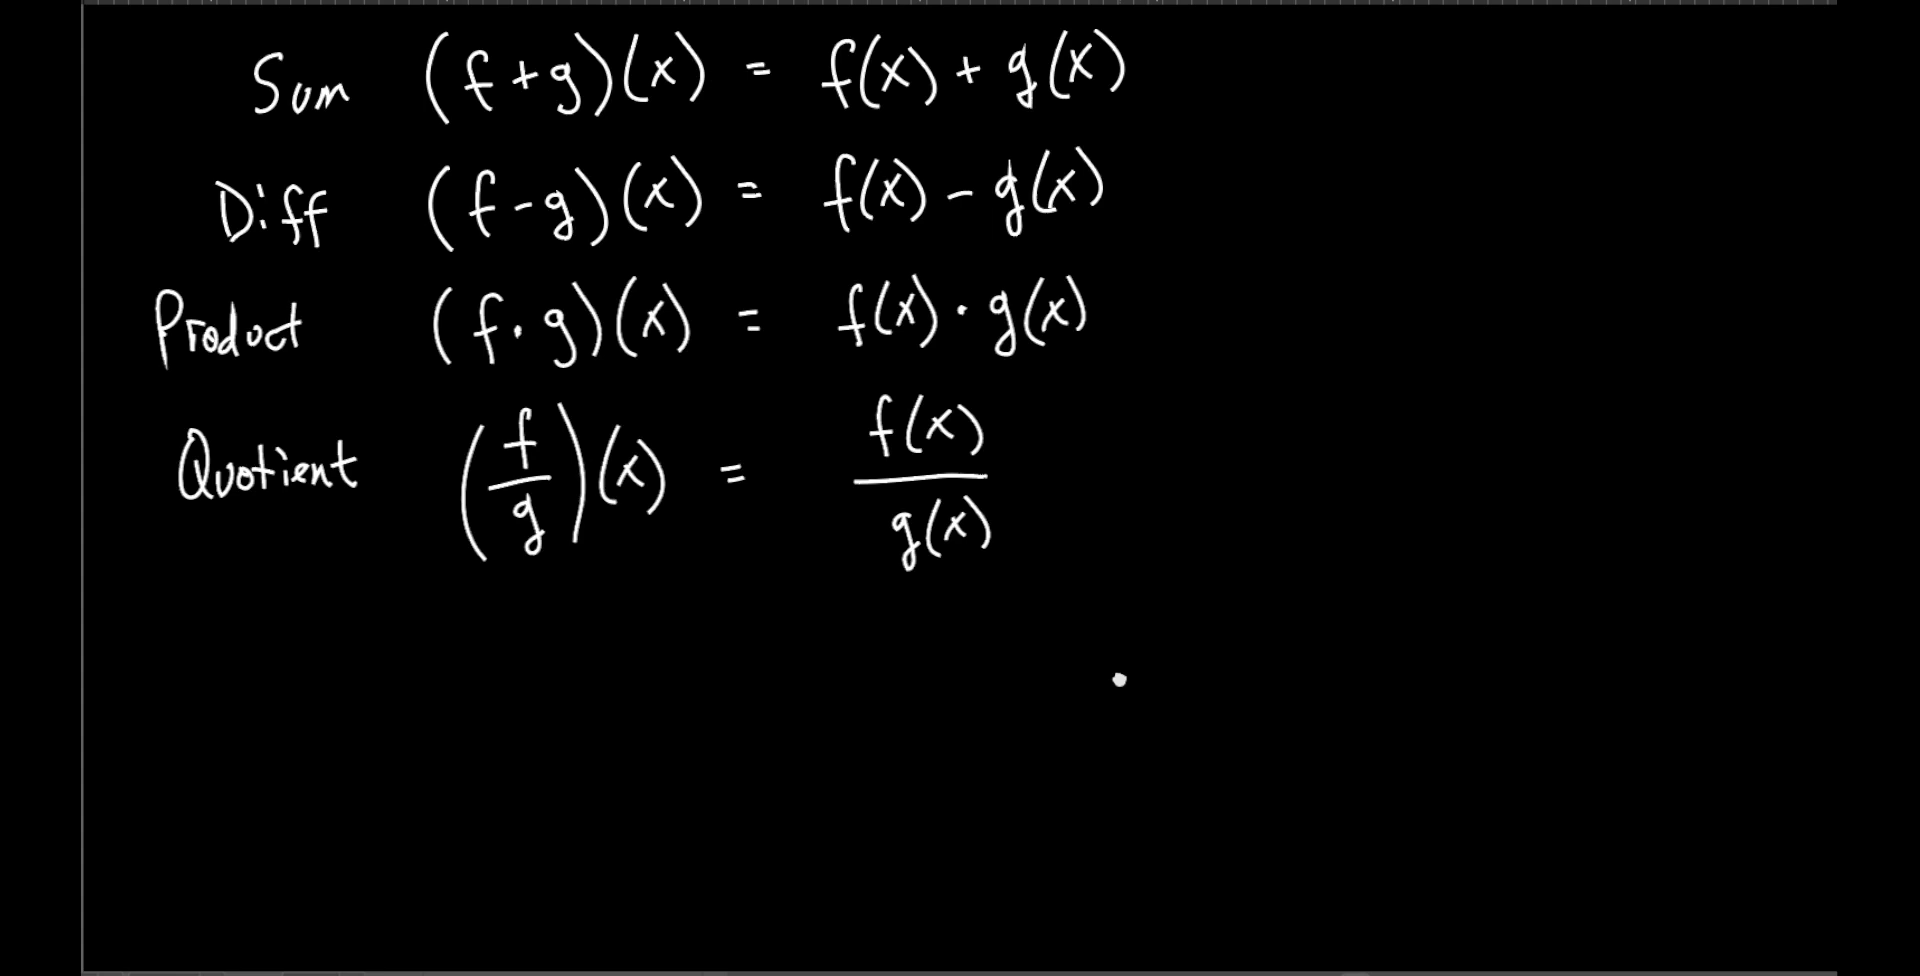 Sum (f+g)(x) = f(x) + g(x)
Diff (f-g)(x) = f(x) - g(x)
Product (f·g)(x) = f(x) · g(x)
Quotient (f/g)(x) = f(x)/g(x)